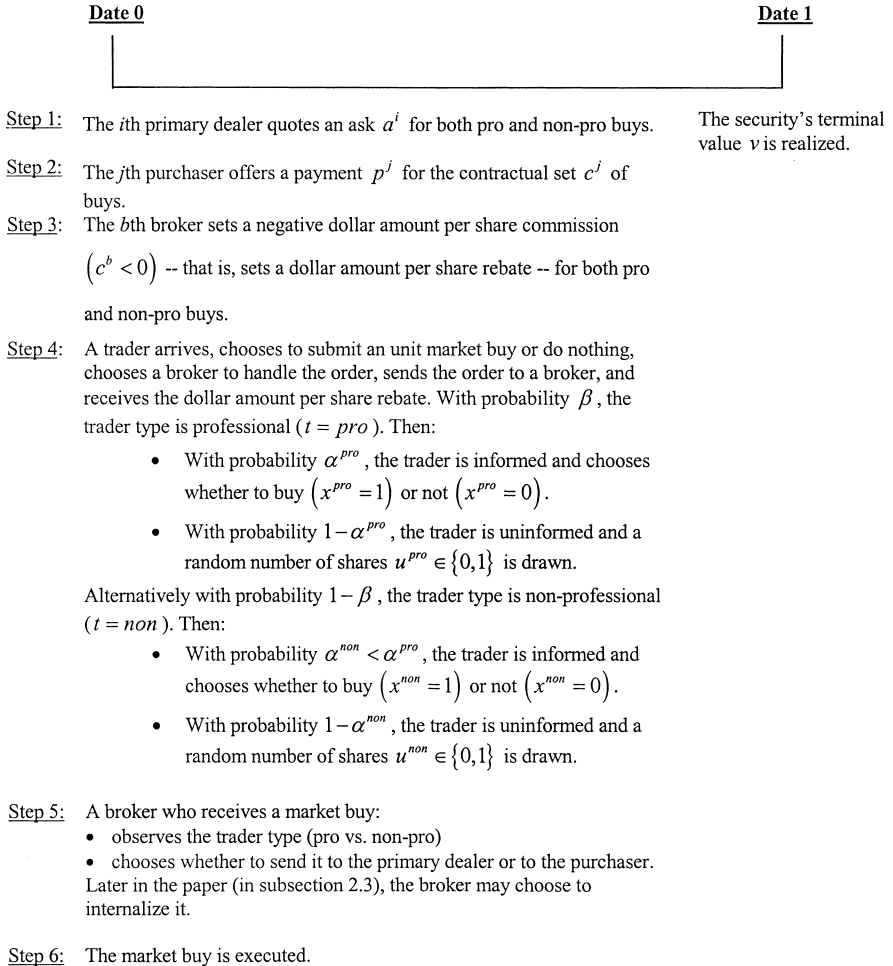 Date 0
Date 1
Step 1: The ith primary dealer quotes an ask a^i for both pro and non-pro buys.
The security's terminal
value v is realized.
Step 2: The jth purchaser offers a payment p^j for the contractual set c^j of
buys.
Step 3: The bth broker sets a negative dollar amount per share commission
(c^b < 0) -- that is, sets a dollar amount per share rebate -- for both pro
and non-pro buys.
Step 4: A trader arrives, chooses to submit an unit market buy or do nothing,
chooses a broker to handle the order, sends the order to a broker, and
receives the dollar amount per share rebate. With probability β, the
trader type is professional (t = pro). Then:
• With probability α^pro, the trader is informed and chooses
whether to buy (x^pro = 1) or not (x^pro = 0).
• With probability 1−α^pro, the trader is uninformed and a
random number of shares u^pro ∈ {0,1} is drawn.
Alternatively with probability 1−β, the trader type is non-professional
(t = non). Then:
• With probability α^non < α^pro, the trader is informed and
chooses whether to buy (x^non = 1) or not (x^non = 0).
• With probability 1−α^non, the trader is uninformed and a
random number of shares u^non ∈ {0,1} is drawn.
Step 5: A broker who receives a market buy:
• observes the trader type (pro vs. non-pro)
• chooses whether to send it to the primary dealer or to the purchaser.
Later in the paper (in subsection 2.3), the broker may choose to
internalize it.
Step 6: The market buy is executed.